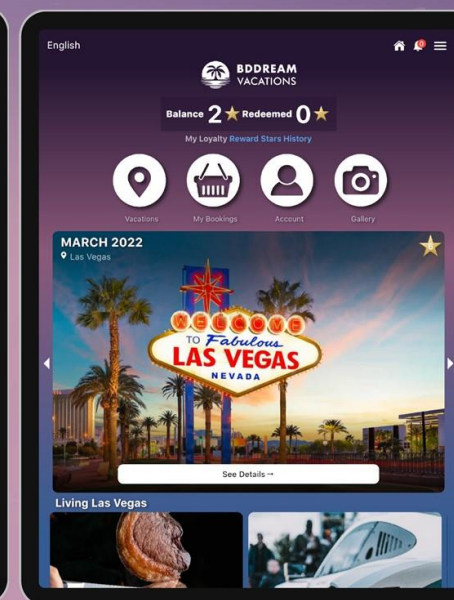 English
BDDREAM
VACATIONS
Balance 2 Redeemed 0
My Loyalty Reward Stars History
Vacations My Bookings Account Gallery
MARCH 2022
Las Vegas
WELCOME
TO Fabulous
LAS VEGAS
NEVADA
See Details→
Living Las Vegas